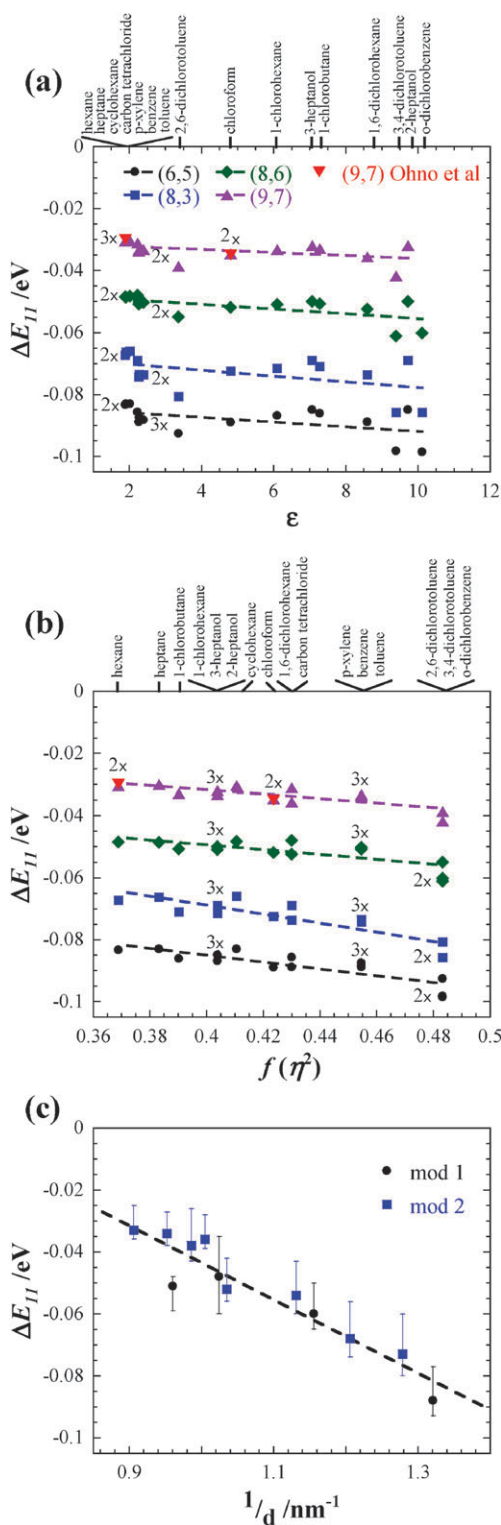 (a)
hexane
heptane
cyclohexane
carbon tetrachloride
p-xylene
benzene
toluene
2,6-dichlorotoluene
chloroform
1-chlorohexane
3-heptanol
1-chlorobutane
1,6-dichlorohexane
3,4-dichlorotoluene
2-heptanol
o-dichlorobenzene
(6,5) (8,6) (9,7) Ohno et al
(8,3) (9,7)
0
-0.02
-0.04
-0.06
-0.08
-0.1
ΔE11 /eV
3x 2x 2x
2x
2x 2x
2x 3x
2 4 6 8 10 12
ε
(b)
hexane
heptane
1-chlorobutane
1-chlorohexane
3-heptanol
2-heptanol
cyclohexane
chloroform
1,6-dichlorohexane
carbon tetrachloride
p-xylene
benzene
toluene
2,6-dichlorotoluene
3,4-dichlorotoluene
o-dichlorobenzene
0
-0.02
-0.04
-0.06
-0.08
-0.1
ΔE11 /eV
2x 3x 2x 3x
3x 3x 2x
3x 3x 2x
3x 3x 2x
0.36 0.38 0.4 0.42 0.44 0.46 0.48 0.5
f (η2)
(c)
mod 1
mod 2
0
-0.02
-0.04
-0.06
-0.08
-0.1
ΔE11 /eV
0.9 1.1 1.3
1/d /nm-1